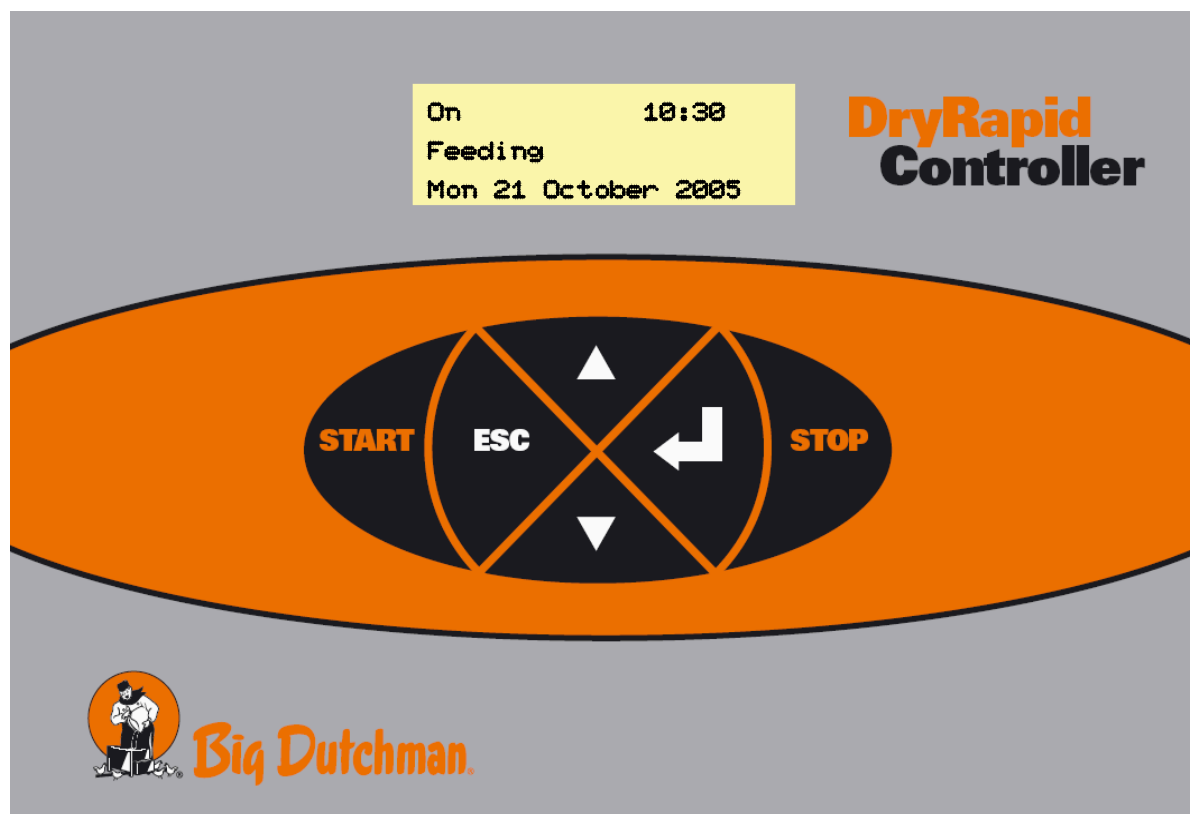 On 10:30
Feeding
Mon 21 October 2005
DryRapid
Controller
START ESC STOP
Big Dutchman®